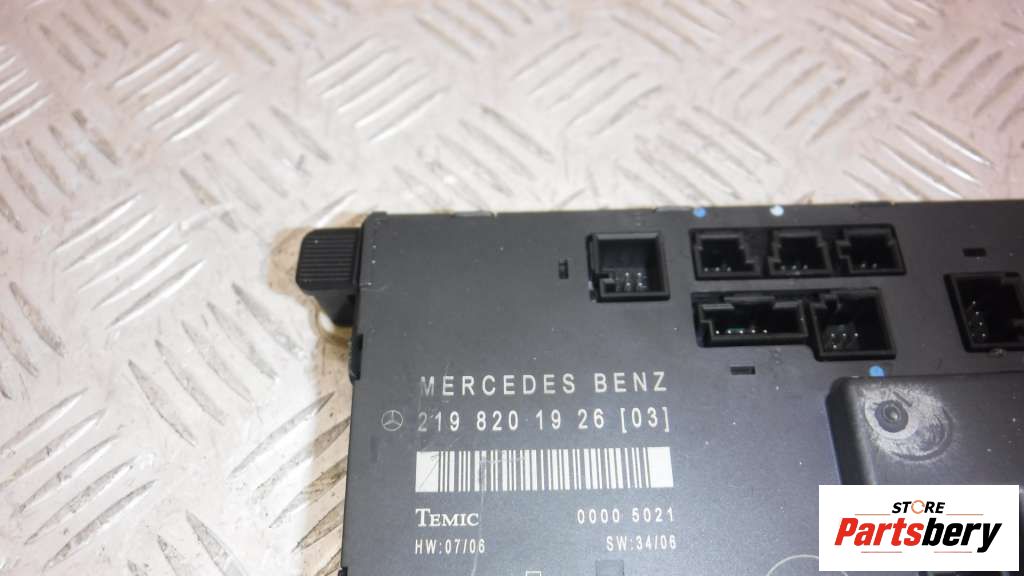 MERCEDES BENZ
219 820 19 26 [03]
TEMIC 0000 5021
HW:07/06 SW:34/06
STORE
Partsbery